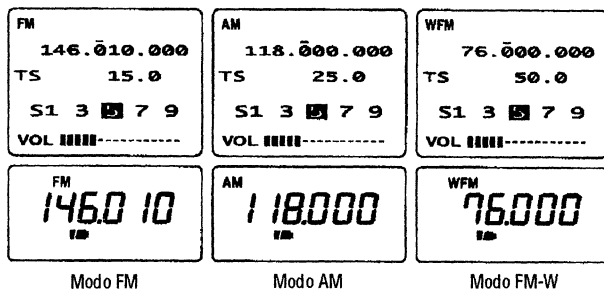 FM
146.010.000
TS 15.0
S1 3 5 7 9
VOL
AM
118.000.000
TS 25.0
S1 3 5 7 9
VOL
WFM
76.000.000
TS 50.0
S1 3 5 7 9
VOL
FM
146.010
AM
118.000
WFM
76.000
Modo FM
Modo AM
Modo FM-W